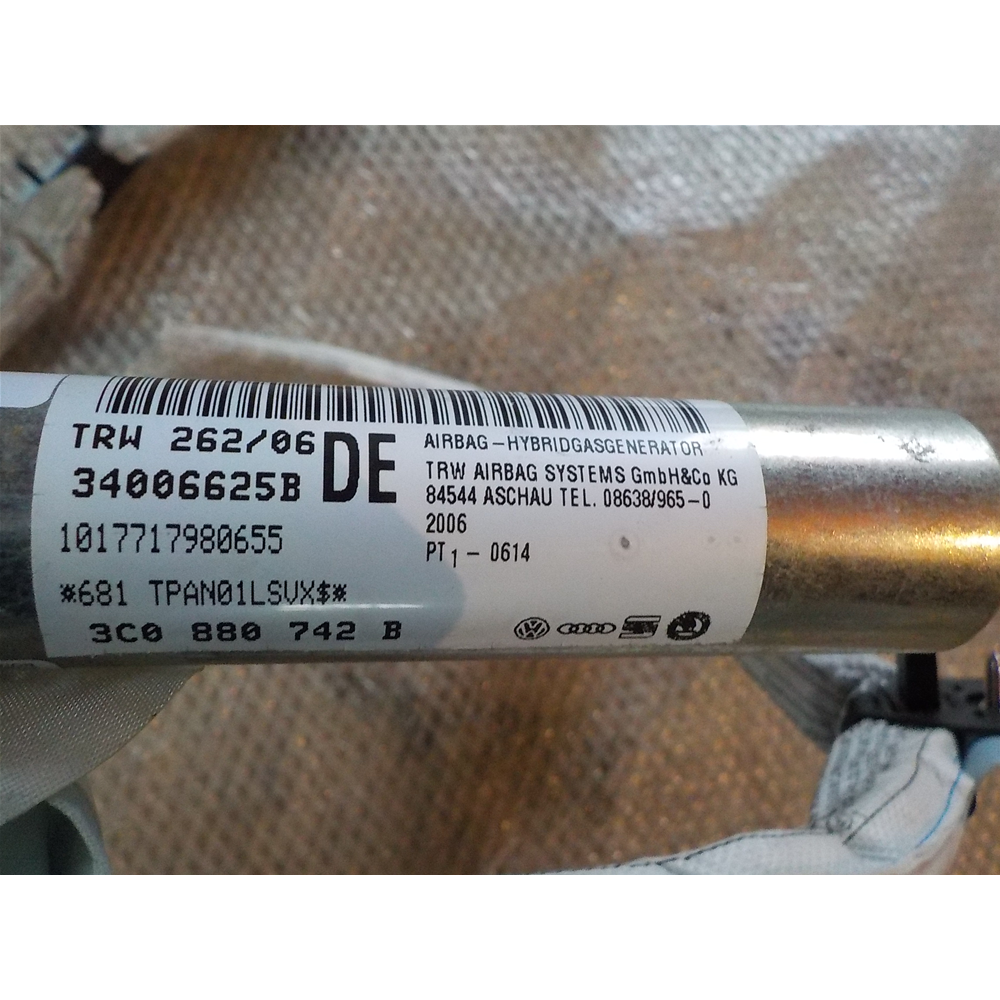 TRW 262/06
DE
34006625B
1017717980655
*681 TPAN01LSVX$*
3C0 880 742 B
AIRBAG-HYBRIDGASGENERATOR
TRW AIRBAG SYSTEMS GmbH&Co KG
84544 ASCHAU TEL. 08638/965-0
2006
PT1 - 0614